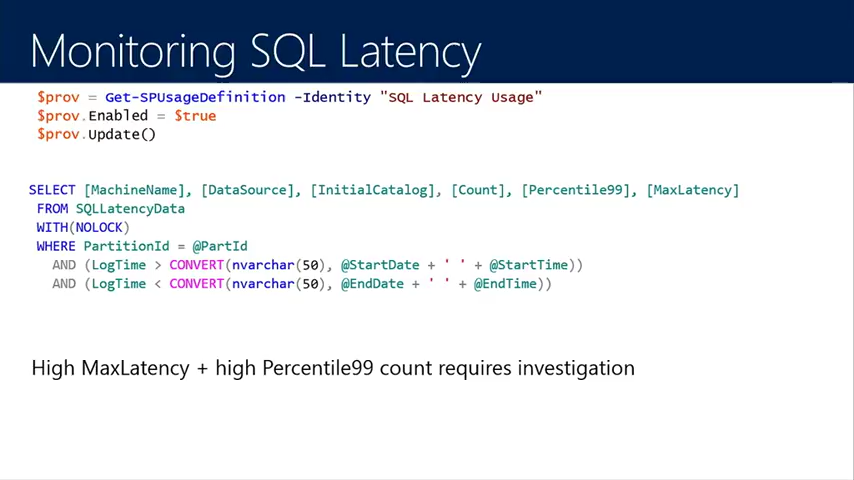 Monitoring SQL Latency
$prov = Get-SPUsageDefinition -Identity "SQL Latency Usage"
$prov.Enabled = $true
$prov.Update()
SELECT [MachineName], [DataSource], [InitialCatalog], [Count], [Percentile99], [MaxLatency]
FROM SQLLatencyData
WITH(NOLOCK)
WHERE PartitionId = @PartId
AND (LogTime > CONVERT(nvarchar(50), @StartDate + ' ' + @StartTime))
AND (LogTime < CONVERT(nvarchar(50), @EndDate + ' ' + @EndTime))
High MaxLatency + high Percentile99 count requires investigation